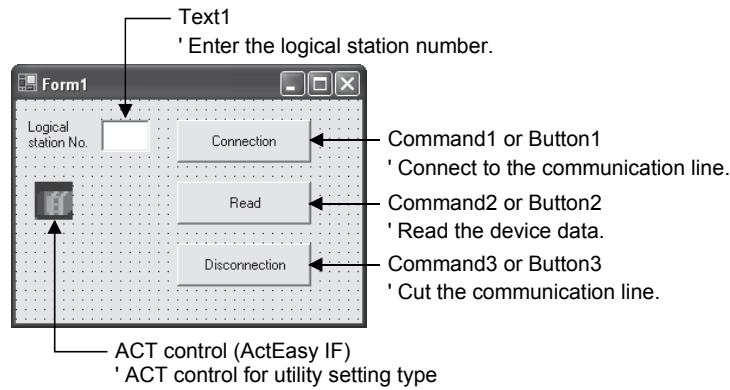 Text1
' Enter the logical station number.
Form1
Logical
station No.
Connection
Command1 or Button1
' Connect to the communication line.
Read
Command2 or Button2
' Read the device data.
Disconnection
Command3 or Button3
' Cut the communication line.
ACT control (ActEasy IF)
' ACT control for utility setting type